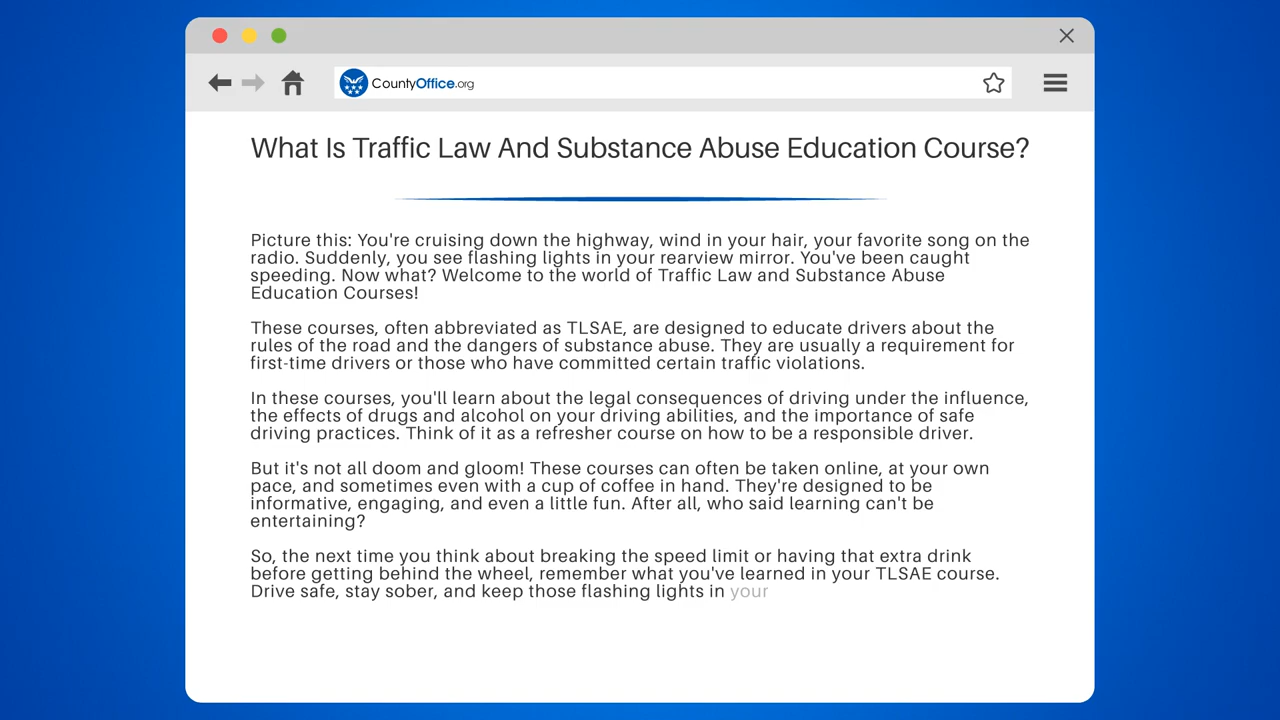 CountyOffice.org
What Is Traffic Law And Substance Abuse Education Course?
Picture this: You're cruising down the highway, wind in your hair, your favorite song on the
radio. Suddenly, you see flashing lights in your rearview mirror. You've been caught
speeding. Now what? Welcome to the world of Traffic Law and Substance Abuse
Education Courses!
These courses, often abbreviated as TLSAE, are designed to educate drivers about the
rules of the road and the dangers of substance abuse. They are usually a requirement for
first-time drivers or those who have committed certain traffic violations.
In these courses, you'll learn about the legal consequences of driving under the influence,
the effects of drugs and alcohol on your driving abilities, and the importance of safe
driving practices. Think of it as a refresher course on how to be a responsible driver.
But it's not all doom and gloom! These courses can often be taken online, at your own
pace, and sometimes even with a cup of coffee in hand. They're designed to be
informative, engaging, and even a little fun. After all, who said learning can't be
entertaining?
So, the next time you think about breaking the speed limit or having that extra drink
before getting behind the wheel, remember what you've learned in your TLSAE course.
Drive safe, stay sober, and keep those flashing lights in your